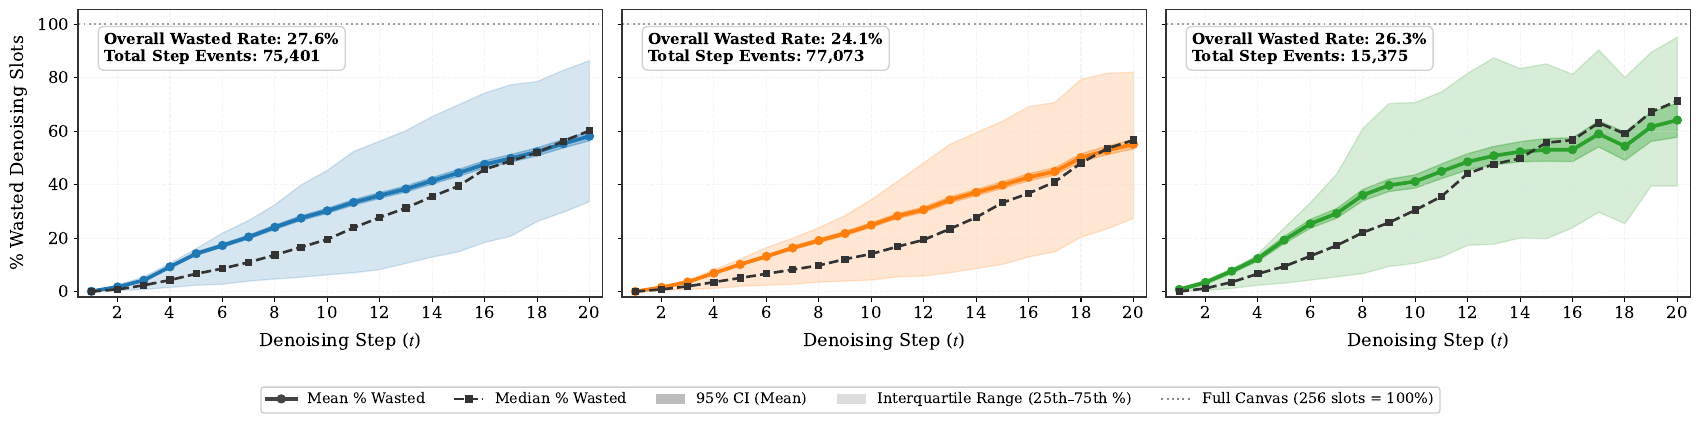 % Wasted Denoising Slots
100
80
60
40
20
0
Overall Wasted Rate: 27.6%
Total Step Events: 75,401
2 4 6 8 10 12 14 16 18 20
Denoising Step (t)
Overall Wasted Rate: 24.1%
Total Step Events: 77,073
2 4 6 8 10 12 14 16 18 20
Denoising Step (t)
Overall Wasted Rate: 26.3%
Total Step Events: 15,375
2 4 6 8 10 12 14 16 18 20
Denoising Step (t)
Mean % Wasted
Median % Wasted
95% CI (Mean)
Interquartile Range (25th–75th %)
Full Canvas (256 slots = 100%)